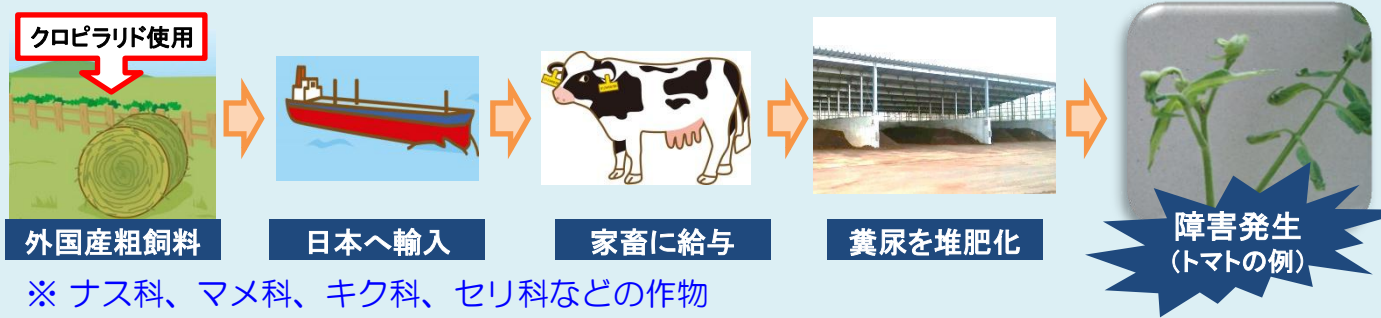 クロピラリド使用
外国産粗飼料
日本へ輸入
家畜に給与
糞尿を堆肥化
障害発生
(トマトの例)
※ ナス科、マメ科、キク科、セリ科などの作物